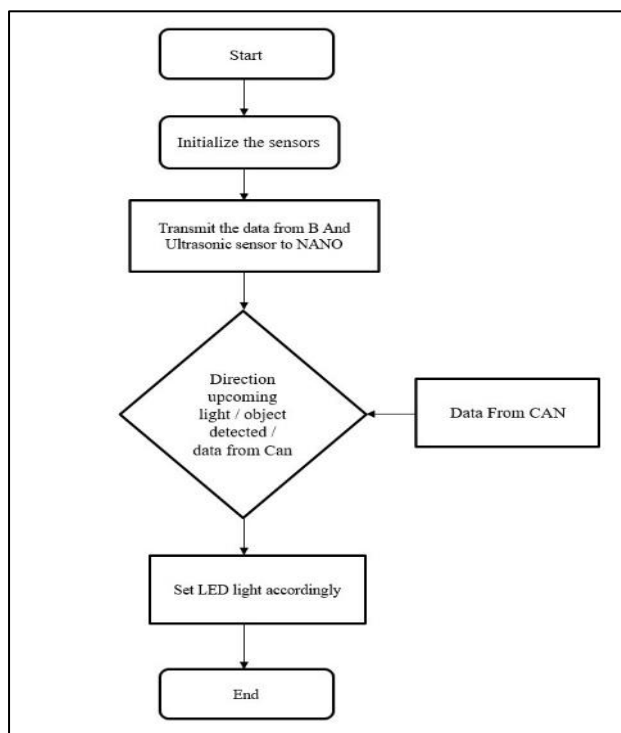 Start
Initialize the sensors
Transmit the data from B And
Ultrasonic sensor to NANO
Direction
upcoming
light / object
detected /
data from Can
Data From CAN
Set LED light accordingly
End